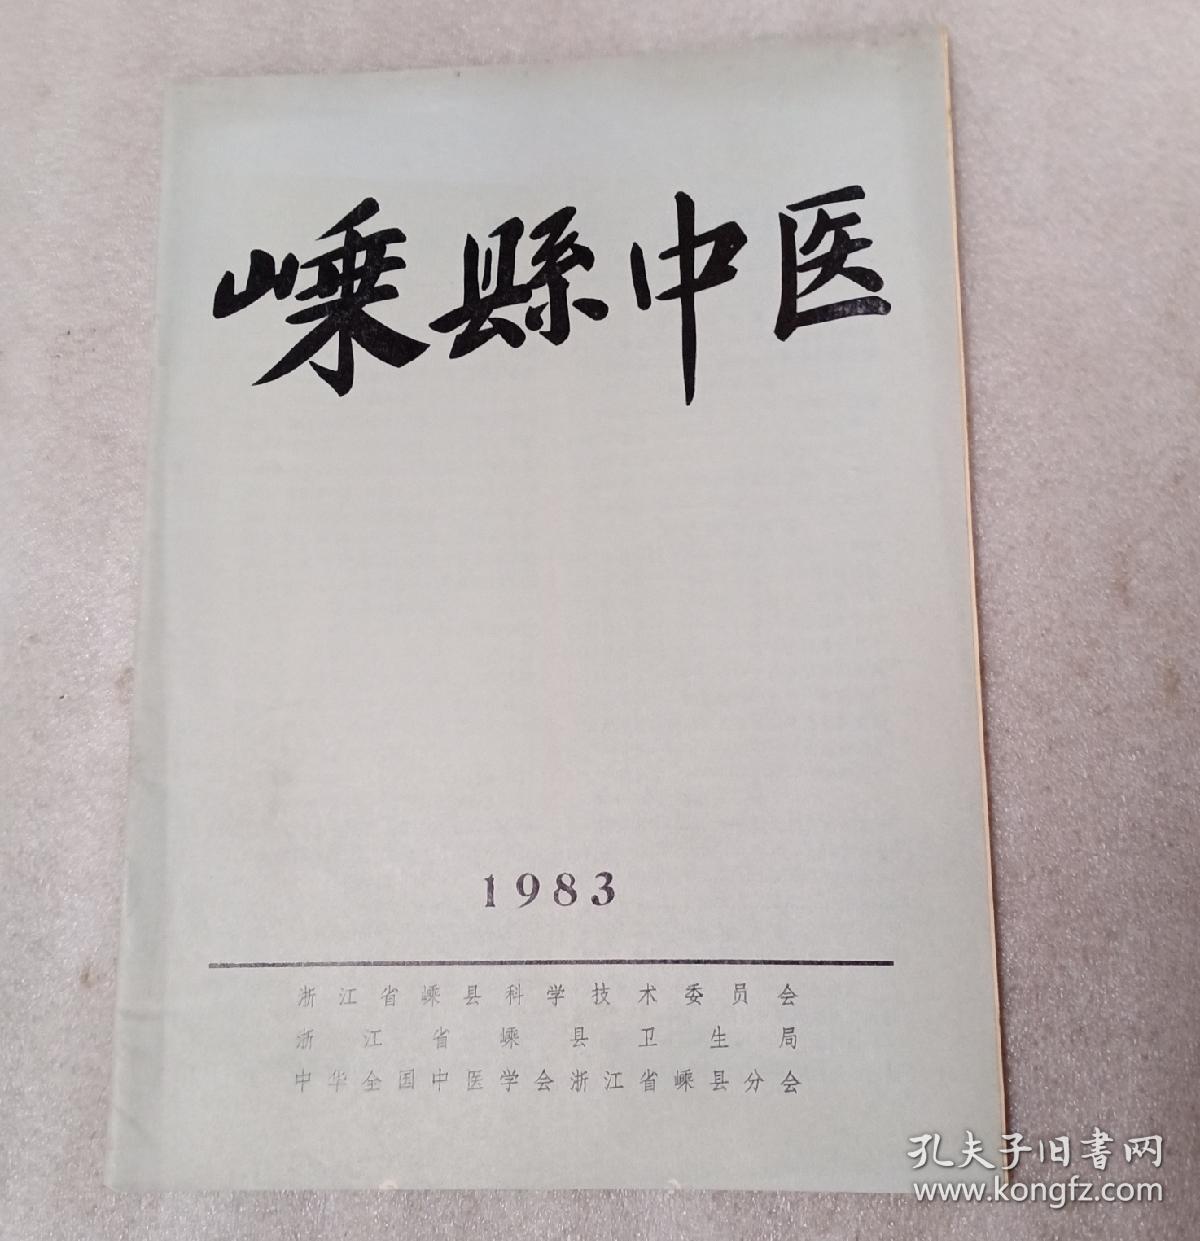 嵊縣中医
1983
浙江省嵊县科学技术委员会
浙江省嵊县卫生局
中华全国中医学会浙江省嵊县分会
孔夫子旧書网
www.kongfz.com